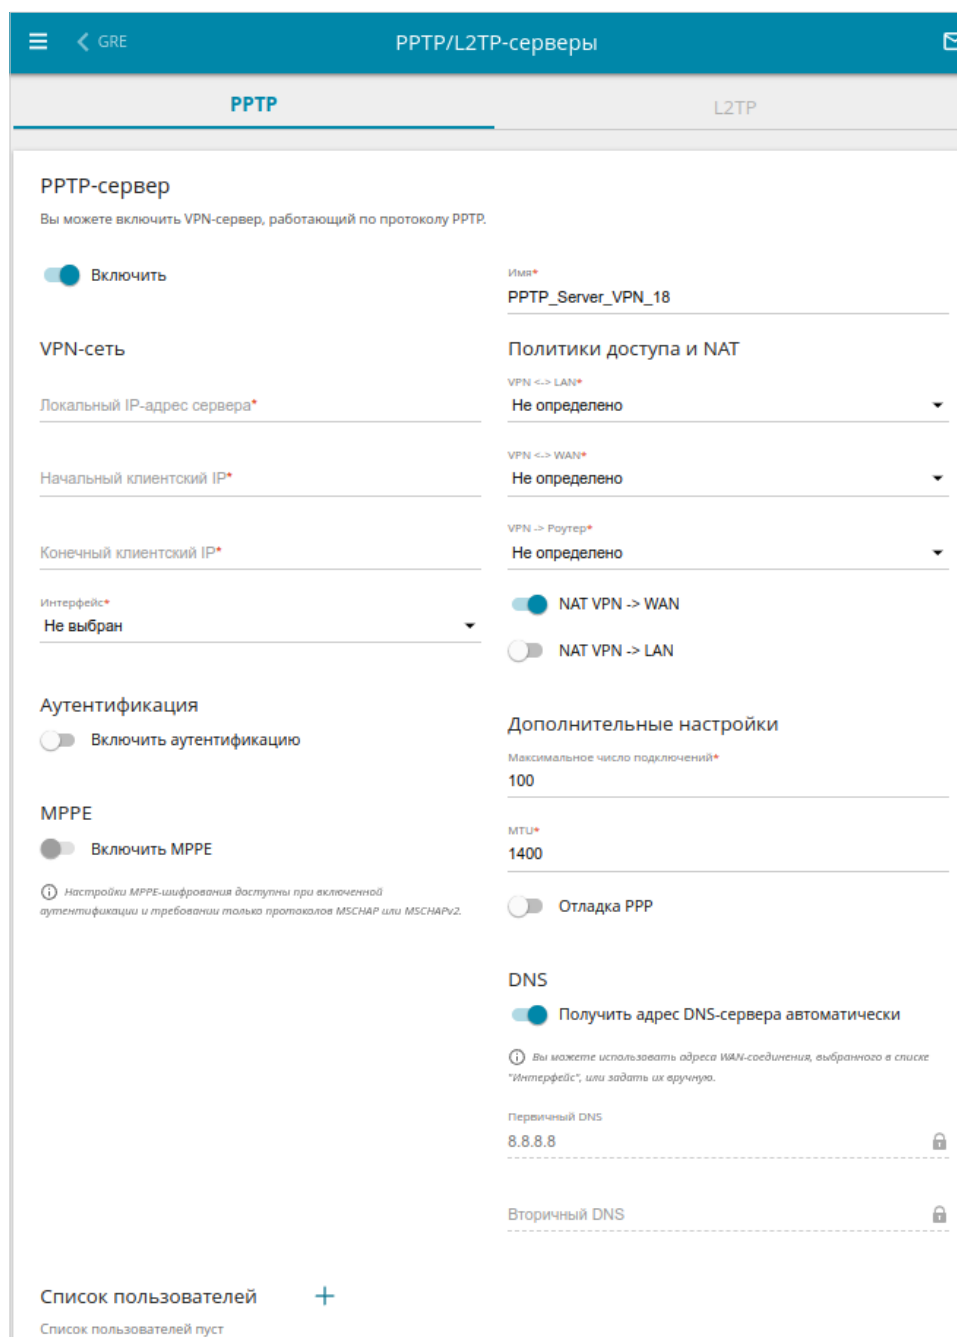 GRE
PPTP/L2TP-серверы
PPTP
L2TP
PPTP-сервер
Вы можете включить VPN-сервер, работающий по протоколу PPTP.
Включить
Имя*
PPTP_Server_VPN_18
VPN-сеть
Локальный IP-адрес сервера*
Начальный клиентский IP*
Конечный клиентский IP*
Интерфейс*
Не выбран
Политики доступа и NAT
VPN <-> LAN*
Не определено
VPN <-> WAN*
Не определено
VPN -> Роутер*
Не определено
NAT VPN -> WAN
NAT VPN -> LAN
Аутентификация
Включить аутентификацию
MPPE
Включить MPPE
Настройки MPPE-шифрования доступны при включенной
аутентификации и требовании только протоколов MSCHAP или MSCHAPv2.
Дополнительные настройки
Максимальное число подключений*
100
MTU*
1400
Отладка PPP
DNS
Получить адрес DNS-сервера автоматически
Вы можете использовать адреса WAN-соединения, выбранного в списке
"Интерфейс", или задать их вручную.
Первичный DNS
8.8.8.8
Вторичный DNS
Список пользователей
Список пользователей пуст